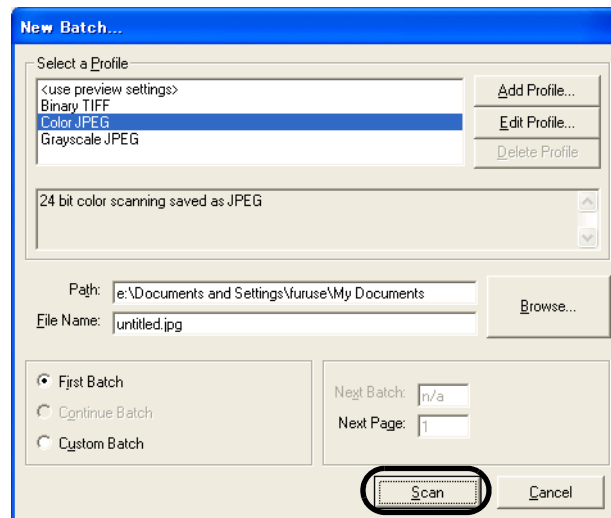 New Batch...
Select a Profile
<use preview settings>
Binary TIFF
Color JPEG
Grayscale JPEG
Add Profile...
Edit Profile...
Delete Profile
24 bit color scanning saved as JPEG
Path: e:\Documents and Settings\furuse\My Documents
File Name: untitled.jpg
Browse...
First Batch
Continue Batch
Custom Batch
Next Batch: n/a
Next Page: 1
Scan
Cancel